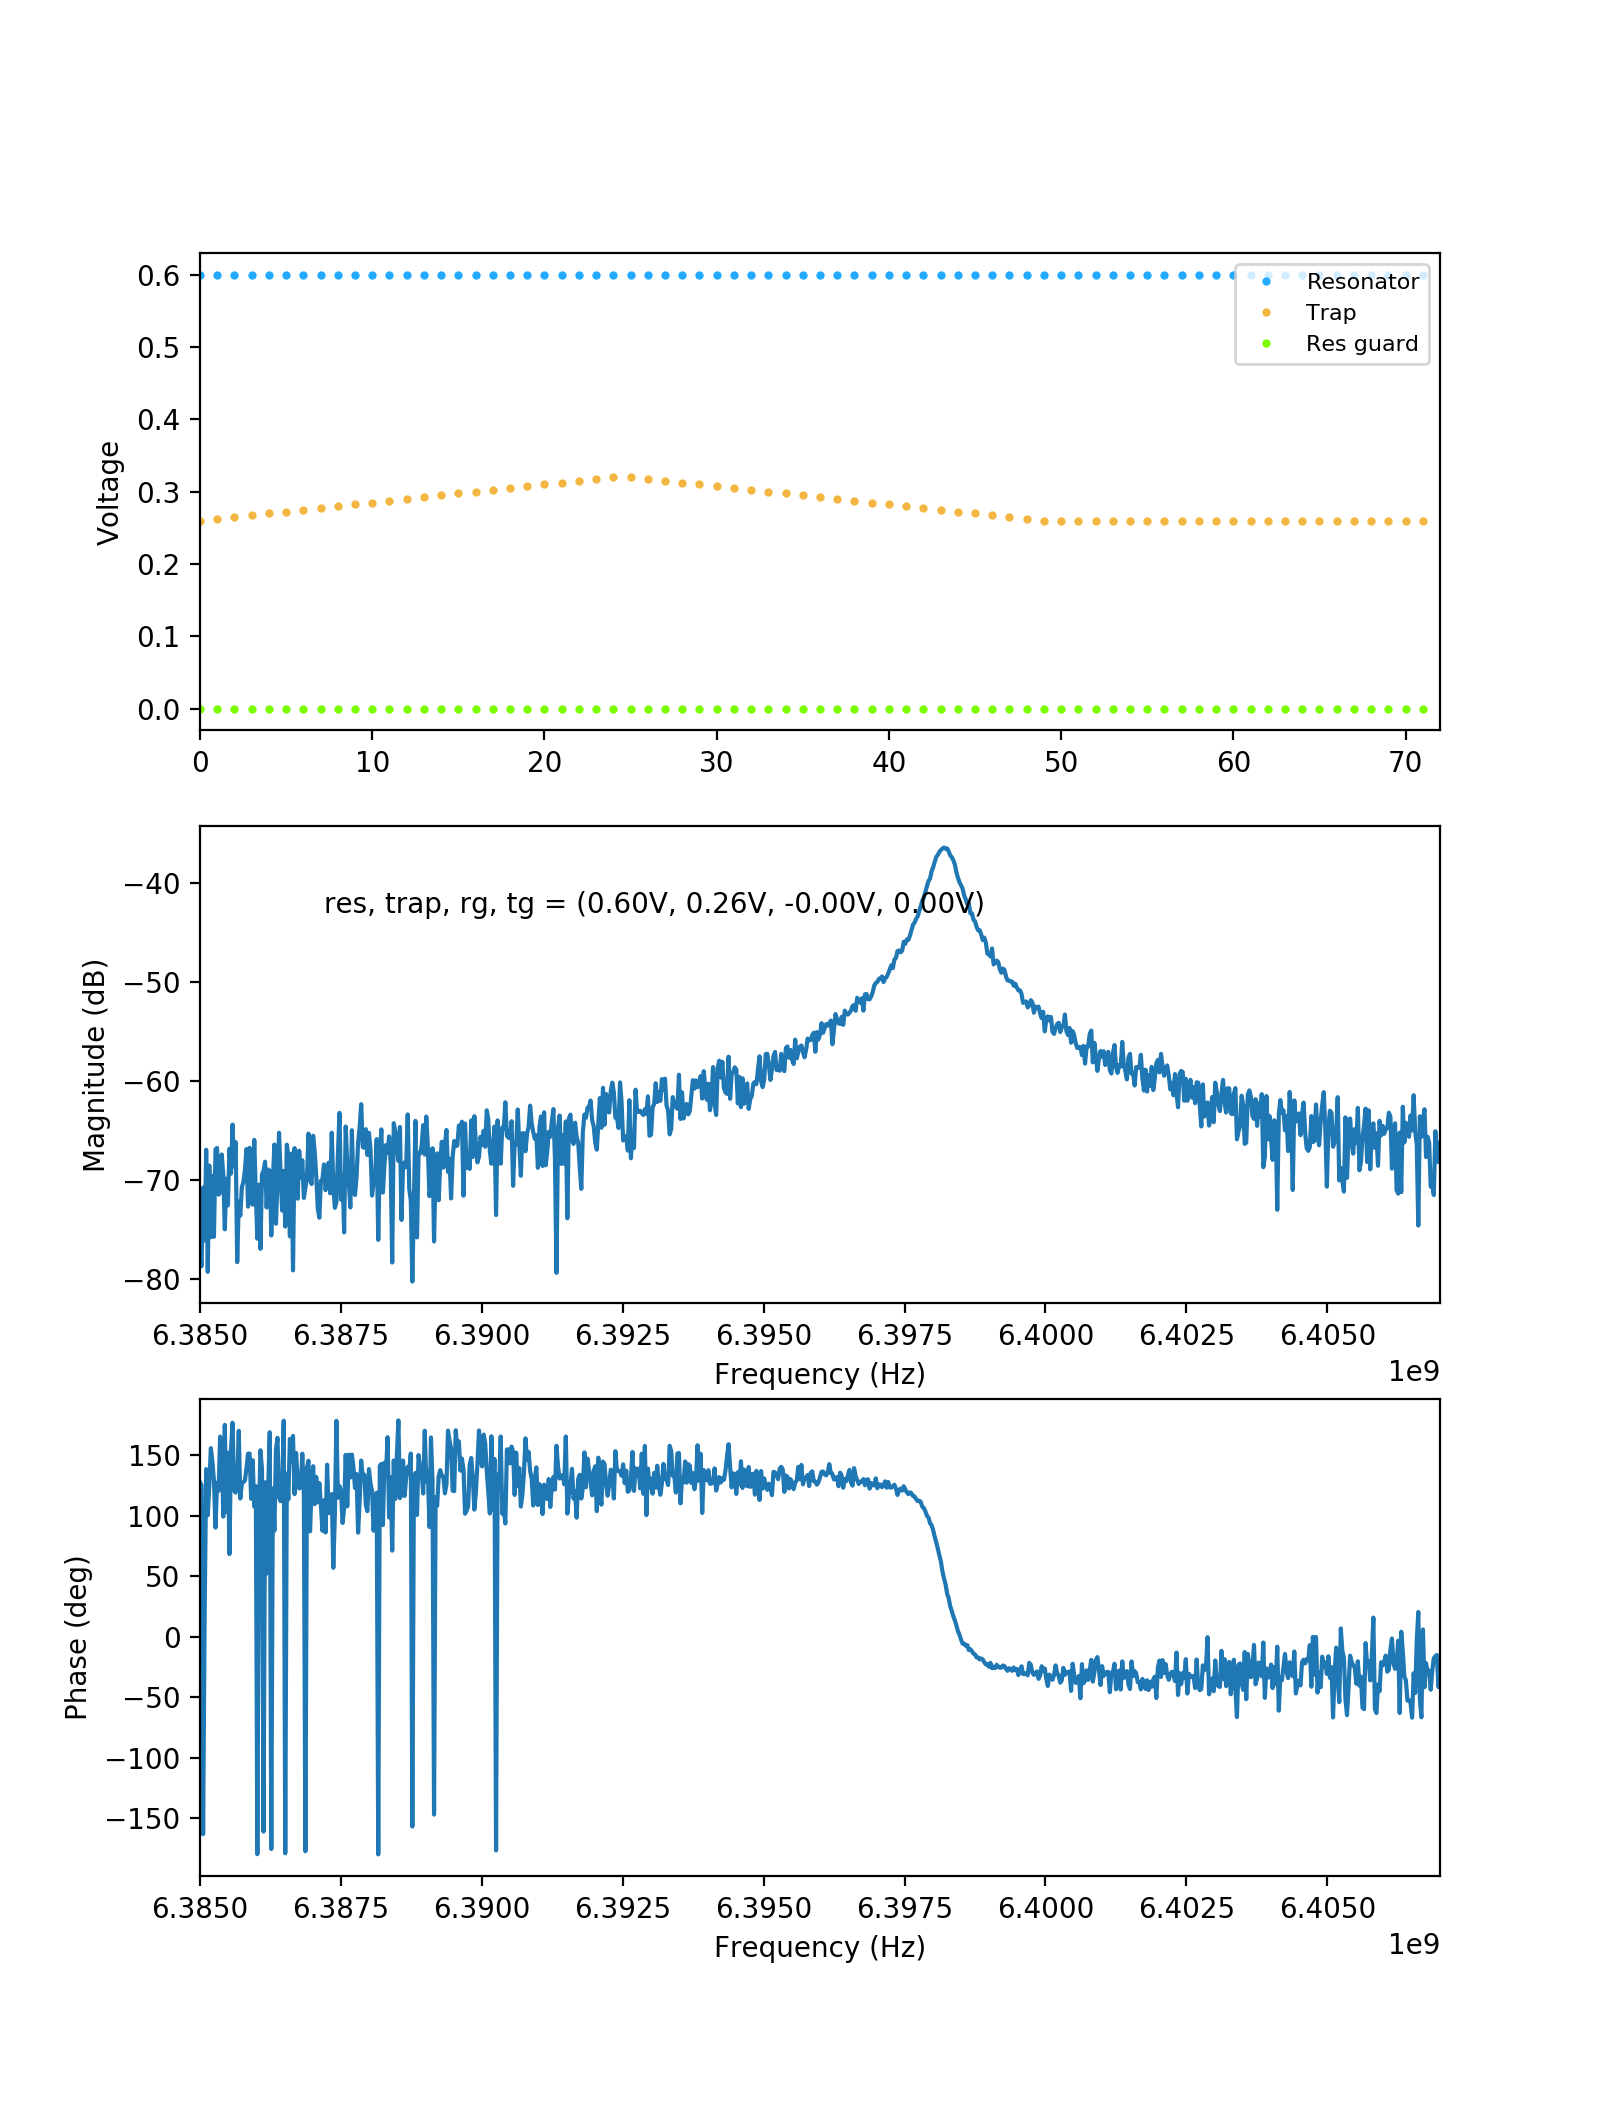 0.6
0.5
0.4
0.3
0.2
0.1
0.0
Voltage
Resonator
Trap
Res guard
0 10 20 30 40 50 60 70
−40
−50
−60
−70
−80
Magnitude (dB)
res, trap, rg, tg = (0.60V, 0.26V, -0.00V, 0.00V)
6.3850 6.3875 6.3900 6.3925 6.3950 6.3975 6.4000 6.4025 6.4050
Frequency (Hz)
1e9
150
100
50
0
−50
−100
−150
Phase (deg)
6.3850 6.3875 6.3900 6.3925 6.3950 6.3975 6.4000 6.4025 6.4050
Frequency (Hz)
1e9